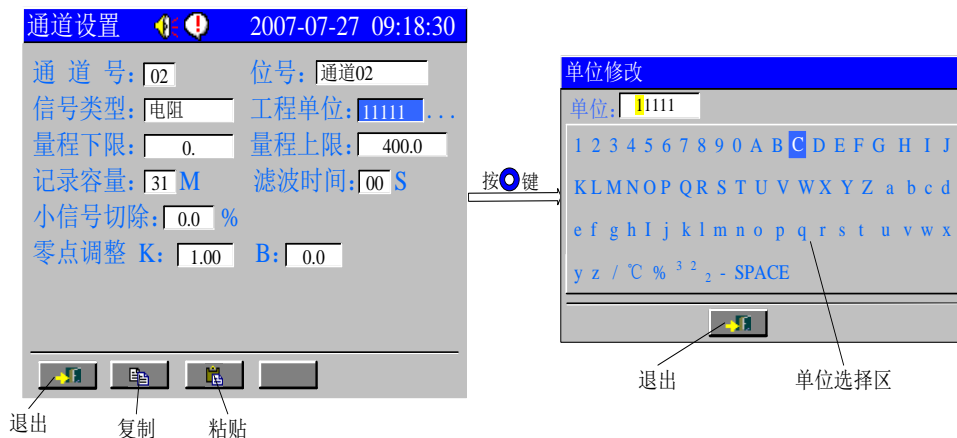 通道设置 2007-07-27 09:18:30
通 道 号: 02 位号: 通道02
信号类型: 电阻 工程单位: 11111 ...
量程下限: 0. 量程上限: 400.0
记录容量: 31 M 滤波时间: 00 S
小信号切除: 0.0 %
零点调整 K: 1.00 B: 0.0
退出
复制
粘贴
按 键
单位修改
单位: 11111
1 2 3 4 5 6 7 8 9 0 A B C D E F G H I J
K L M N O P Q R S T U V W X Y Z a b c d
e f g h I j k l m n o p q r s t u v w x
y z / ℃ % ³ ² ₂ - SPACE
退出
单位选择区